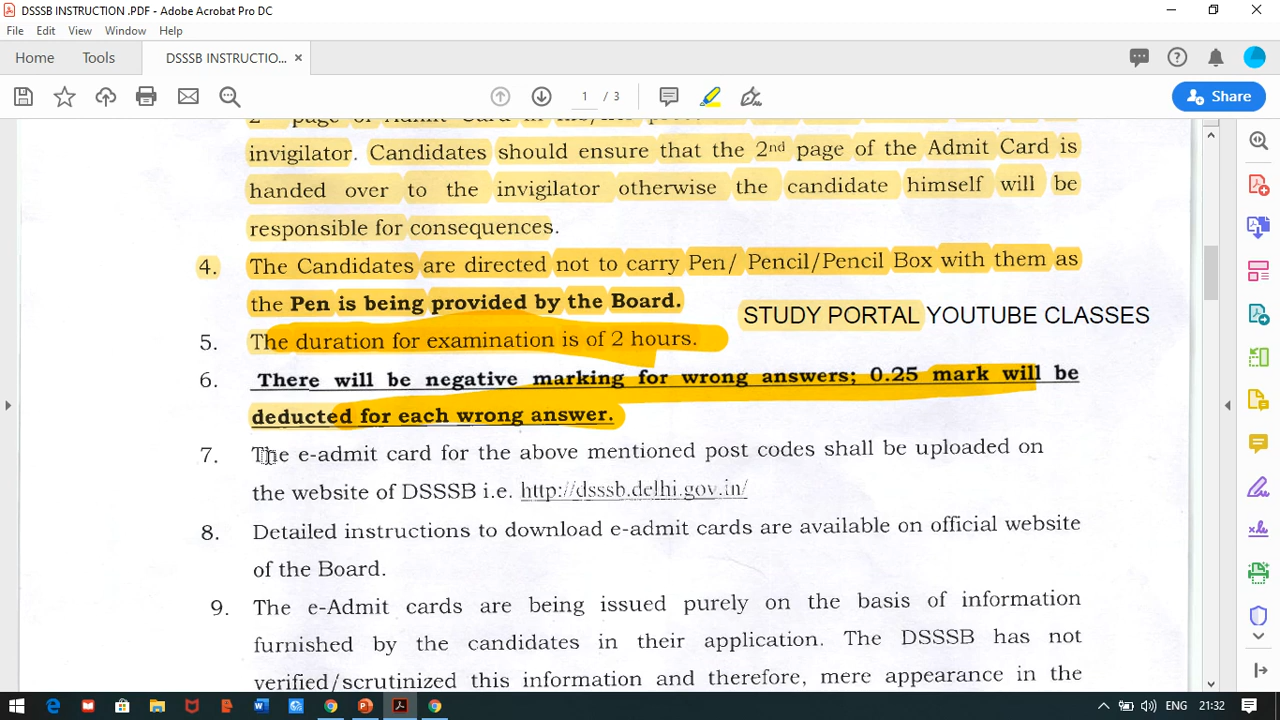 DSSSB INSTRUCTION .PDF - Adobe Acrobat Pro DC
File Edit View Window Help
Home Tools DSSSB INSTRUCTIO... ×
1 / 3 Share
page of Admit Card in
invigilator. Candidates should ensure that the 2nd page of the Admit Card is
handed over to the invigilator otherwise the candidate himself will be
responsible for consequences.
4. The Candidates are directed not to carry Pen/ Pencil/Pencil Box with them as
the Pen is being provided by the Board.
STUDY PORTAL YOUTUBE CLASSES
5. The duration for examination is of 2 hours.
6. There will be negative marking for wrong answers; 0.25 mark will be
deducted for each wrong answer.
7. The e-admit card for the above mentioned post codes shall be uploaded on
the website of DSSSB i.e. http://dsssb.delhi.gov.in/
8. Detailed instructions to download e-admit cards are available on official website
of the Board.
9. The e-Admit cards are being issued purely on the basis of information
furnished by the candidates in their application. The DSSSB has not
verified/scrutinized this information and therefore, mere appearance in the
ENG 21:32